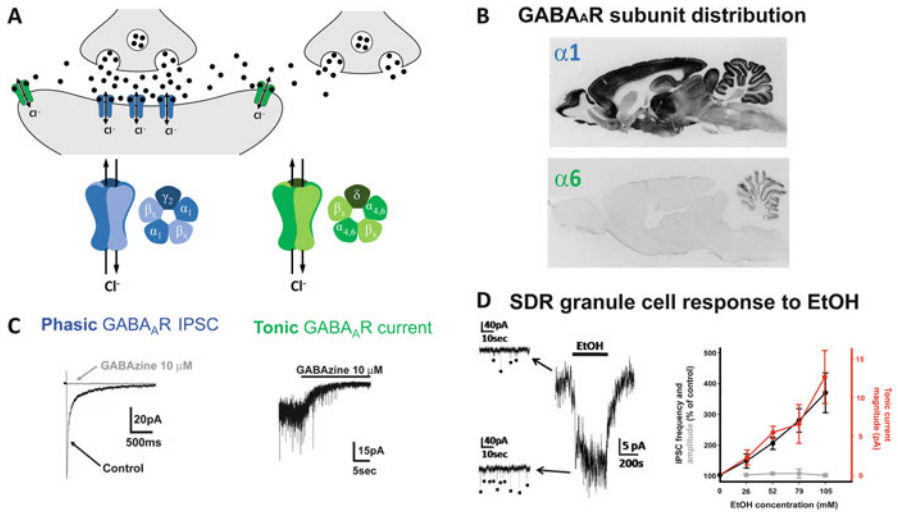 A
Cl⁻
Cl⁻ Cl⁻ Cl⁻
Cl⁻
γ₂
βₓ α₁
α₁ βₓ
Cl⁻
δ
βₓ α₄,₆
α₄,₆ βₓ
Cl⁻
B GABAₐR subunit distribution
α1
α6
C Phasic GABAₐR IPSC
GABAzine 10 µM
20pA
500ms
Control
Tonic GABAₐR current
GABAzine 10 µM
15pA
5sec
D SDR granule cell response to EtOH
40pA
10sec
EtOH
40pA
10sec
5 pA
200s
IPSC frequency and
amplitude (% of control)
500
400
300
200
100
0 26 52 79 105
EtOH concentration (mM)
15
10
5
0
Tonic current
magnitude (pA)